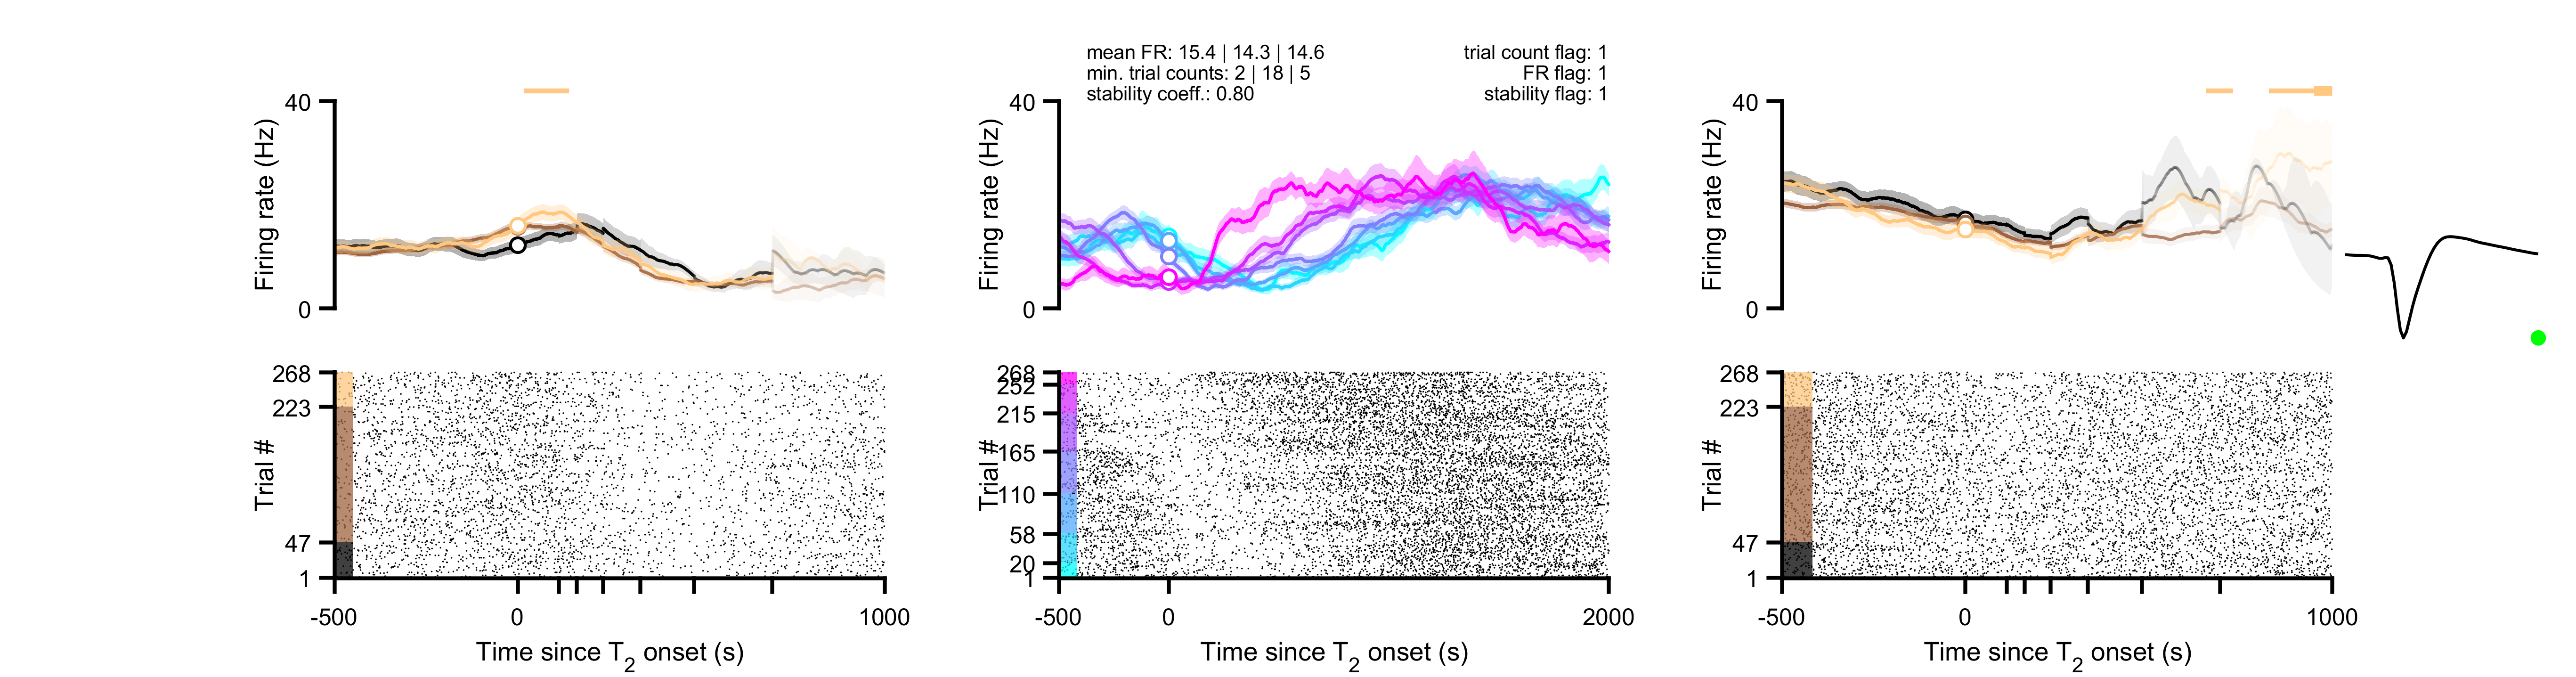 mean FR: 15.4 | 14.3 | 14.6
min. trial counts: 2 | 18 | 5
stability coeff.: 0.80
trial count flag: 1
FR flag: 1
stability flag: 1
40
0
Firing rate (Hz)
268
223
47
1
Trial #
-500
0
1000
Time since T2 onset (s)
40
0
Firing rate (Hz)
268
252
215
165
110
58
20
1
Trial #
-500
0
2000
Time since T2 onset (s)
40
0
Firing rate (Hz)
268
223
47
1
Trial #
-500
0
1000
Time since T2 onset (s)